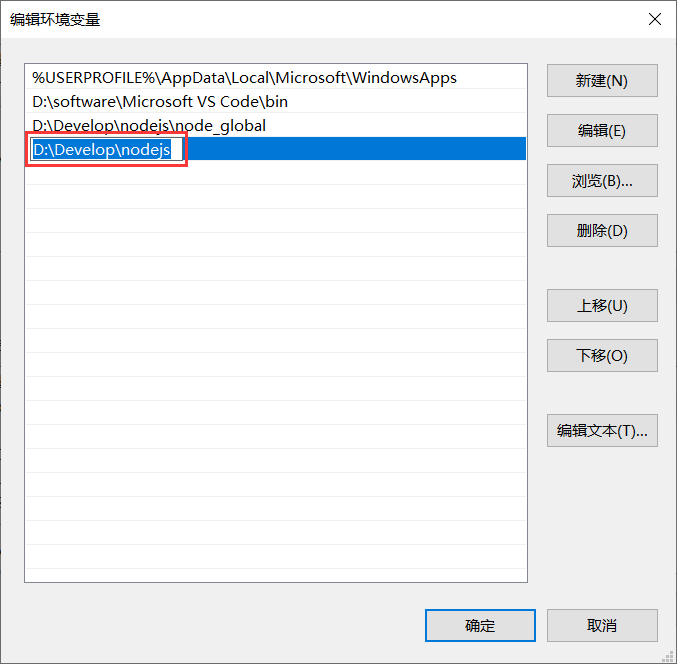 编辑环境变量
%USERPROFILE%\AppData\Local\Microsoft\WindowsApps
D:\software\Microsoft VS Code\bin
D:\Develop\nodejs\node_global
D:\Develop\nodejs
新建(N)
编辑(E)
浏览(B)...
删除(D)
上移(U)
下移(O)
编辑文本(T)...
确定
取消